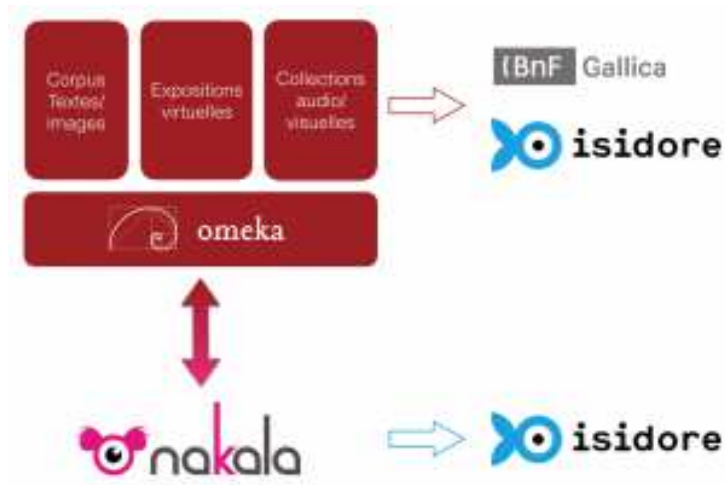 Corpus
Textes/
images
Expositions
virtuelles
Collections
audio/
visuelles
{BnF Gallica
isidore
omeka
nakala
isidore